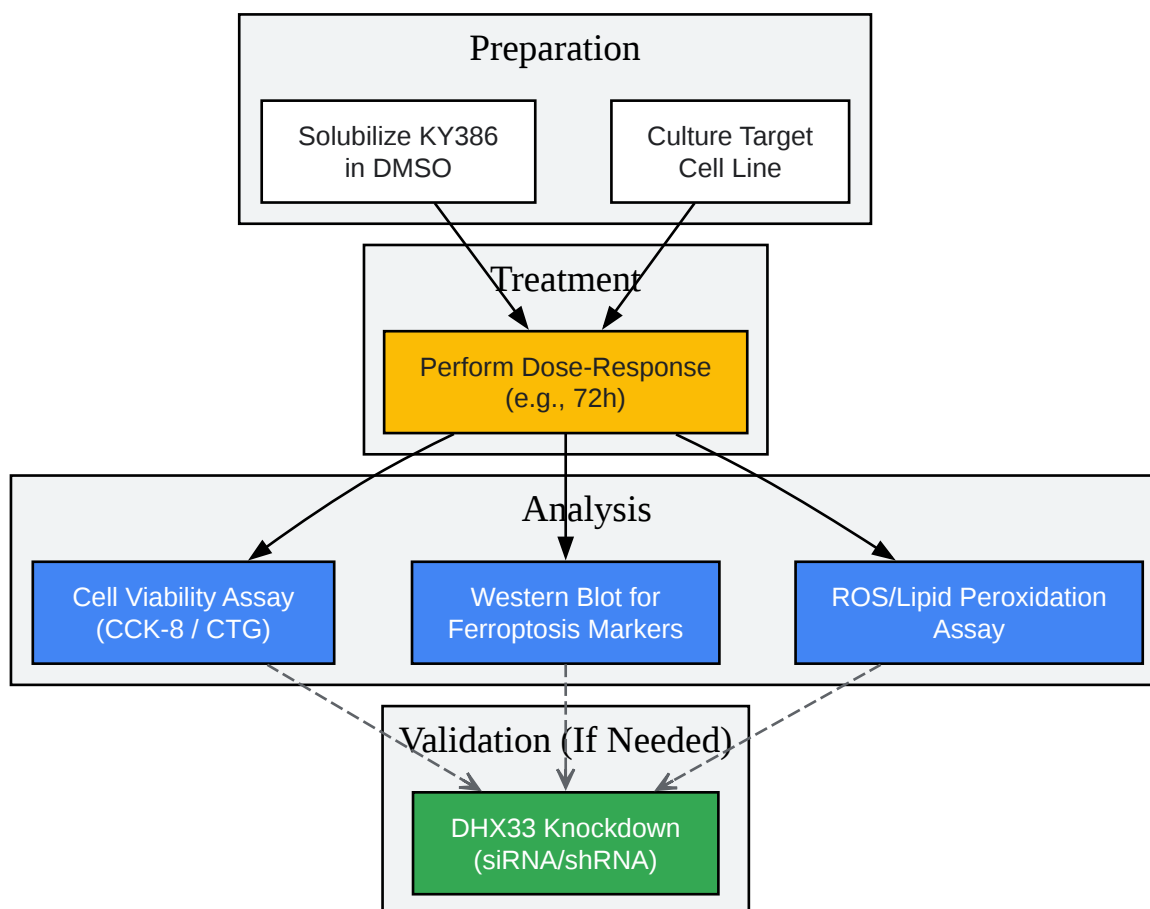 Preparation
Solubilize KY386
in DMSO
Culture Target
Cell Line
Treatment
Perform Dose-Response
(e.g., 72h)
Analysis
Cell Viability Assay
(CCK-8 / CTG)
Western Blot for
Ferroptosis Markers
ROS/Lipid Peroxidation
Assay
Validation (If Needed)
DHX33 Knockdown
(siRNA/shRNA)